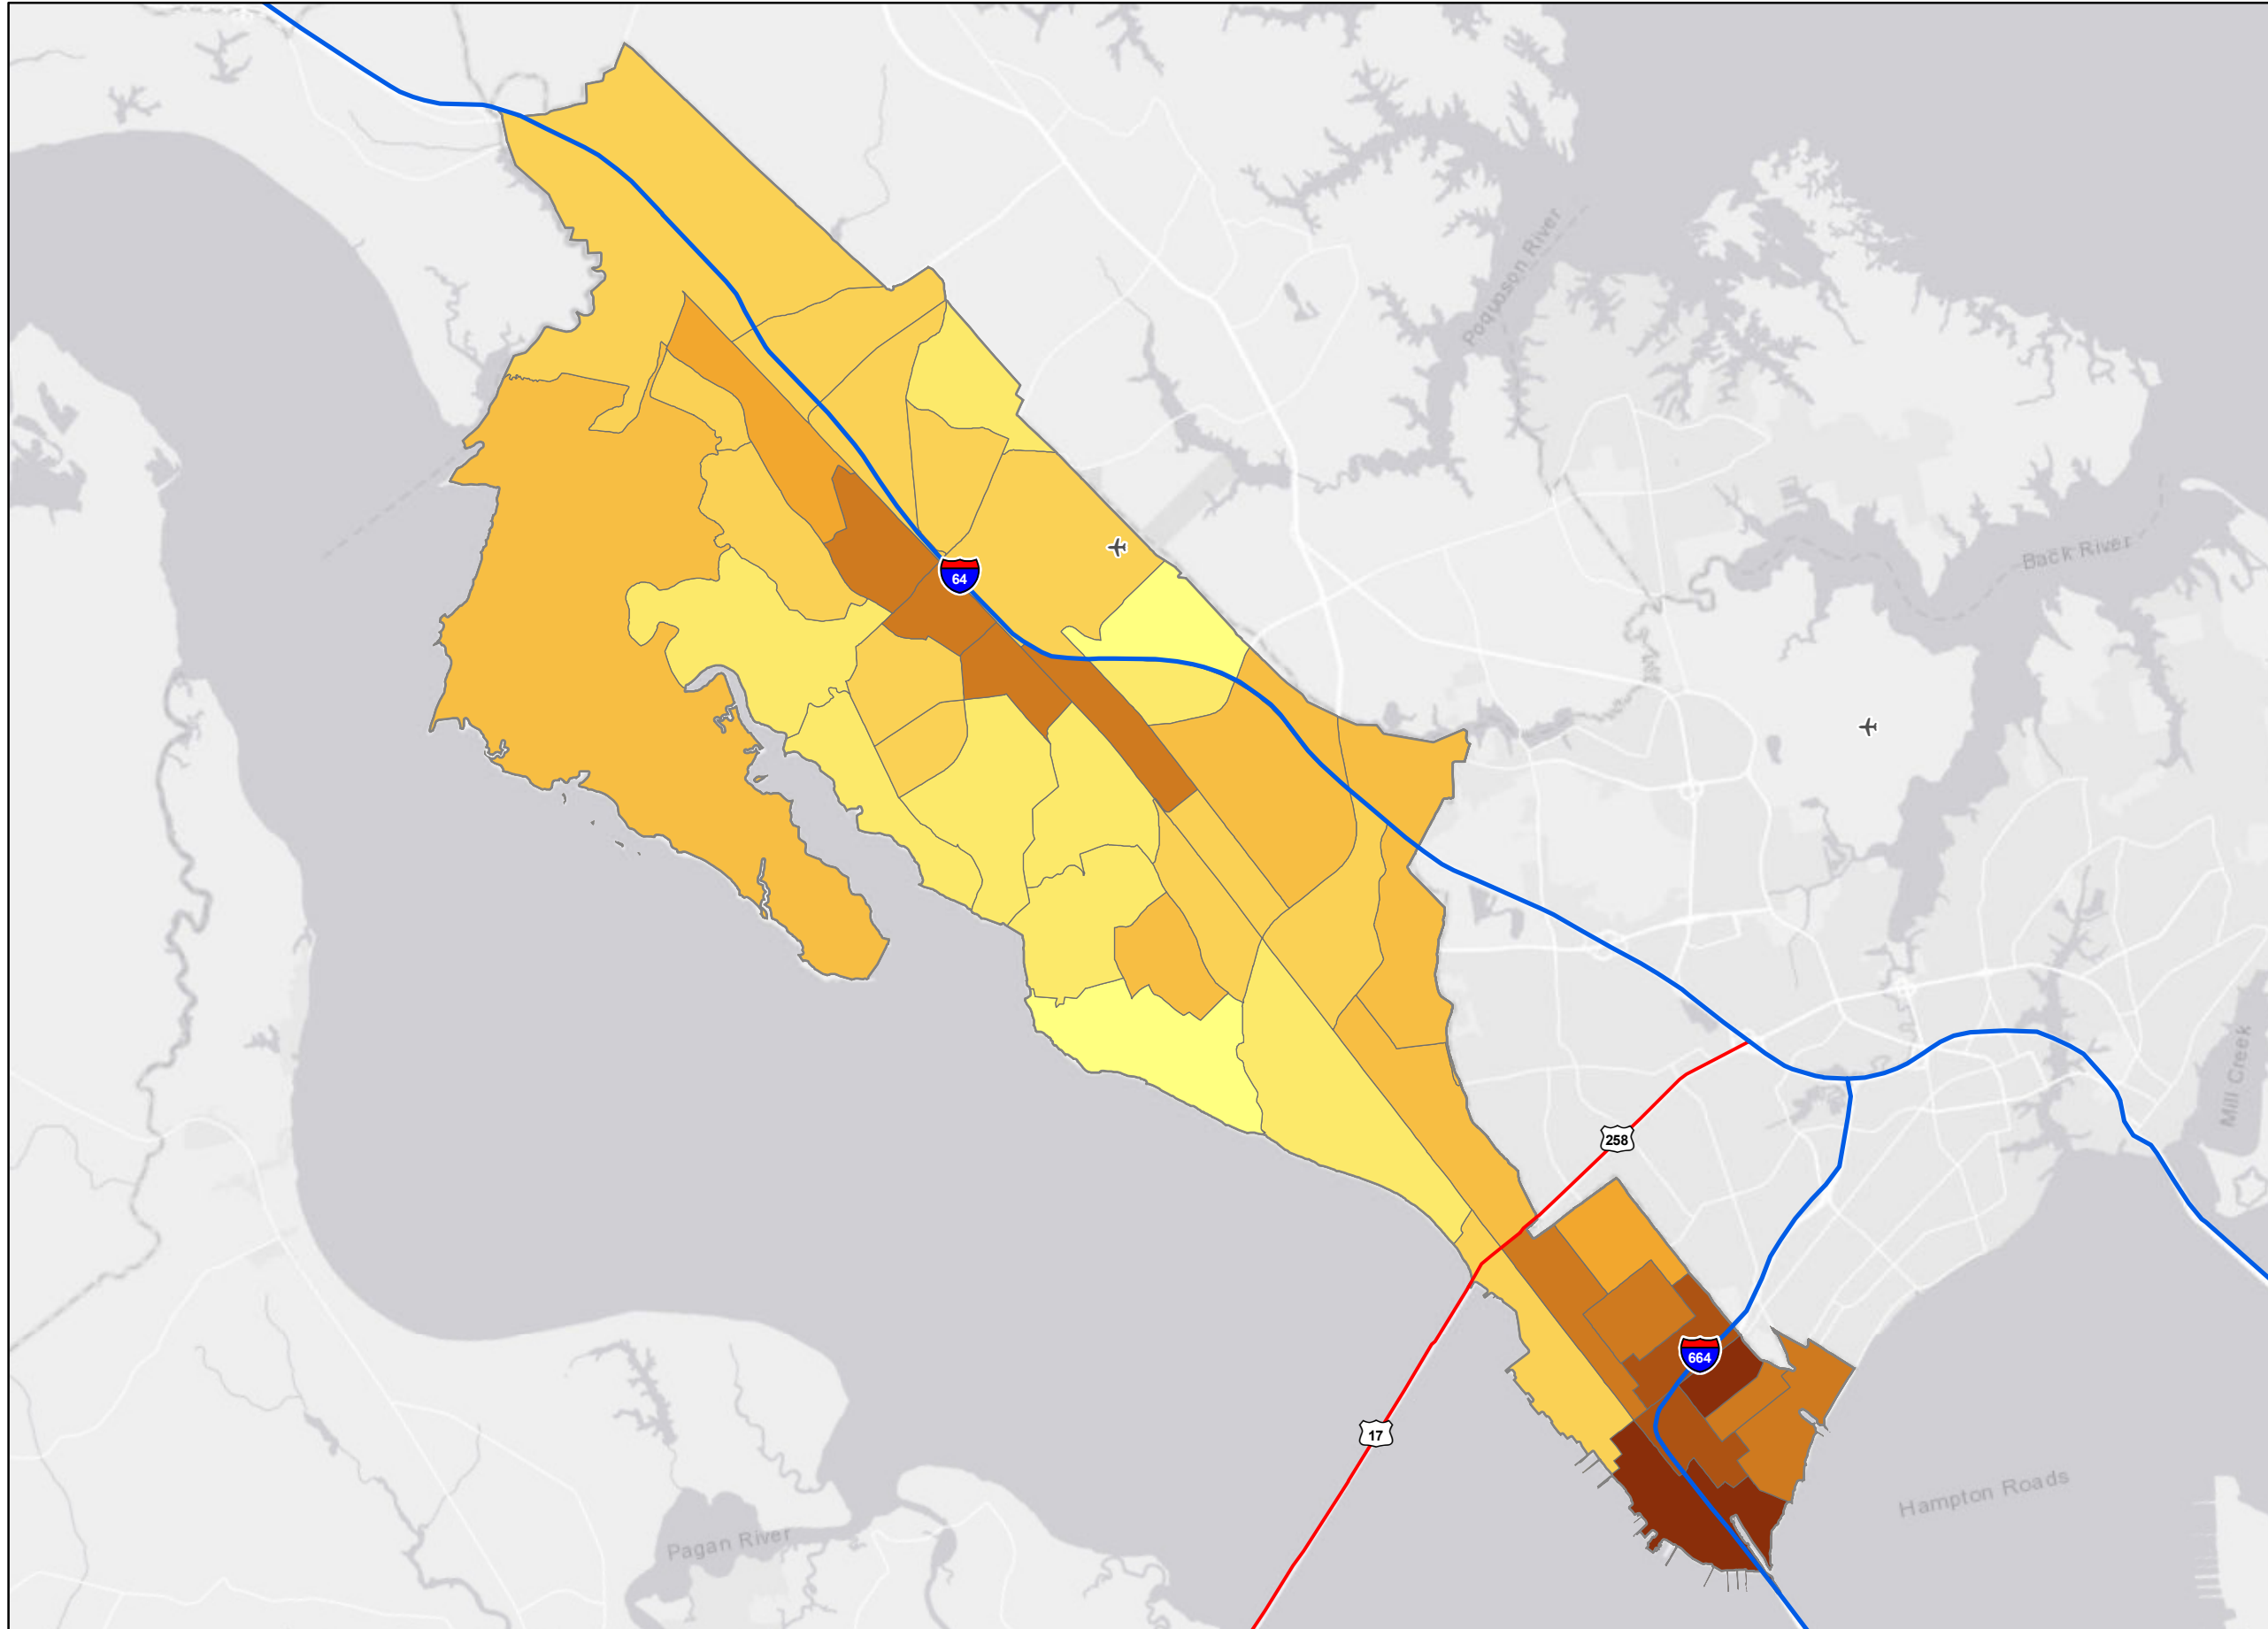 Poquoson River
Back River
64
Mill Creek
258
664
17
Hampton Roads
Pagan River